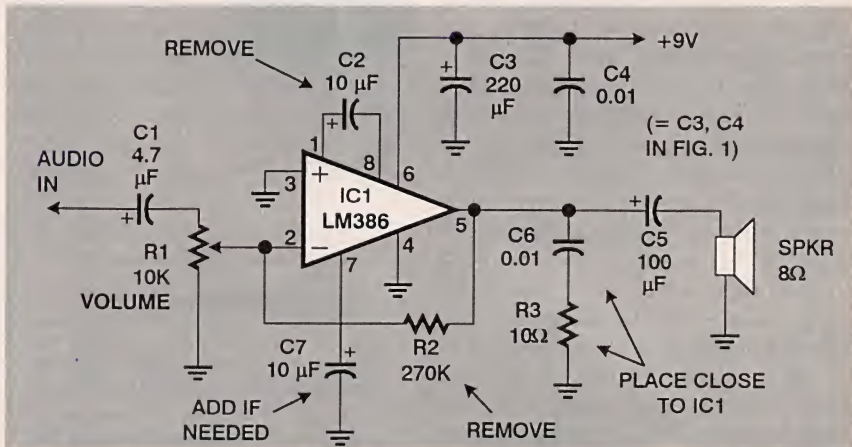 REMOVE
C2
10 µF
+9V
C3
220
µF
C4
0.01
(= C3, C4
IN FIG. 1)
C1
4.7
µF
AUDIO
IN
R1
10K
VOLUME
1
8
6
3
+
IC1
LM386
2
−
7
4
5
C6
0.01
R3
10Ω
C5
100
µF
SPKR
8Ω
C7
10 µF
R2
270K
ADD IF
NEEDED
REMOVE
PLACE CLOSE
TO IC1